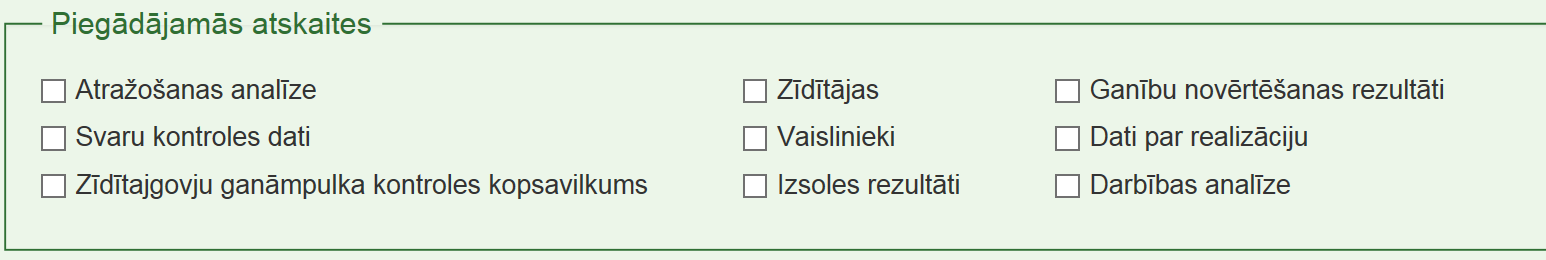 Piegādājamās atskaites
Atražošanas analīze
Zīdītājas
Ganību novērtēšanas rezultāti
Svaru kontroles dati
Vaislinieki
Dati par realizāciju
Zīdītajgovju ganāmpulka kontroles kopsavilkums
Izsoles rezultāti
Darbības analīze